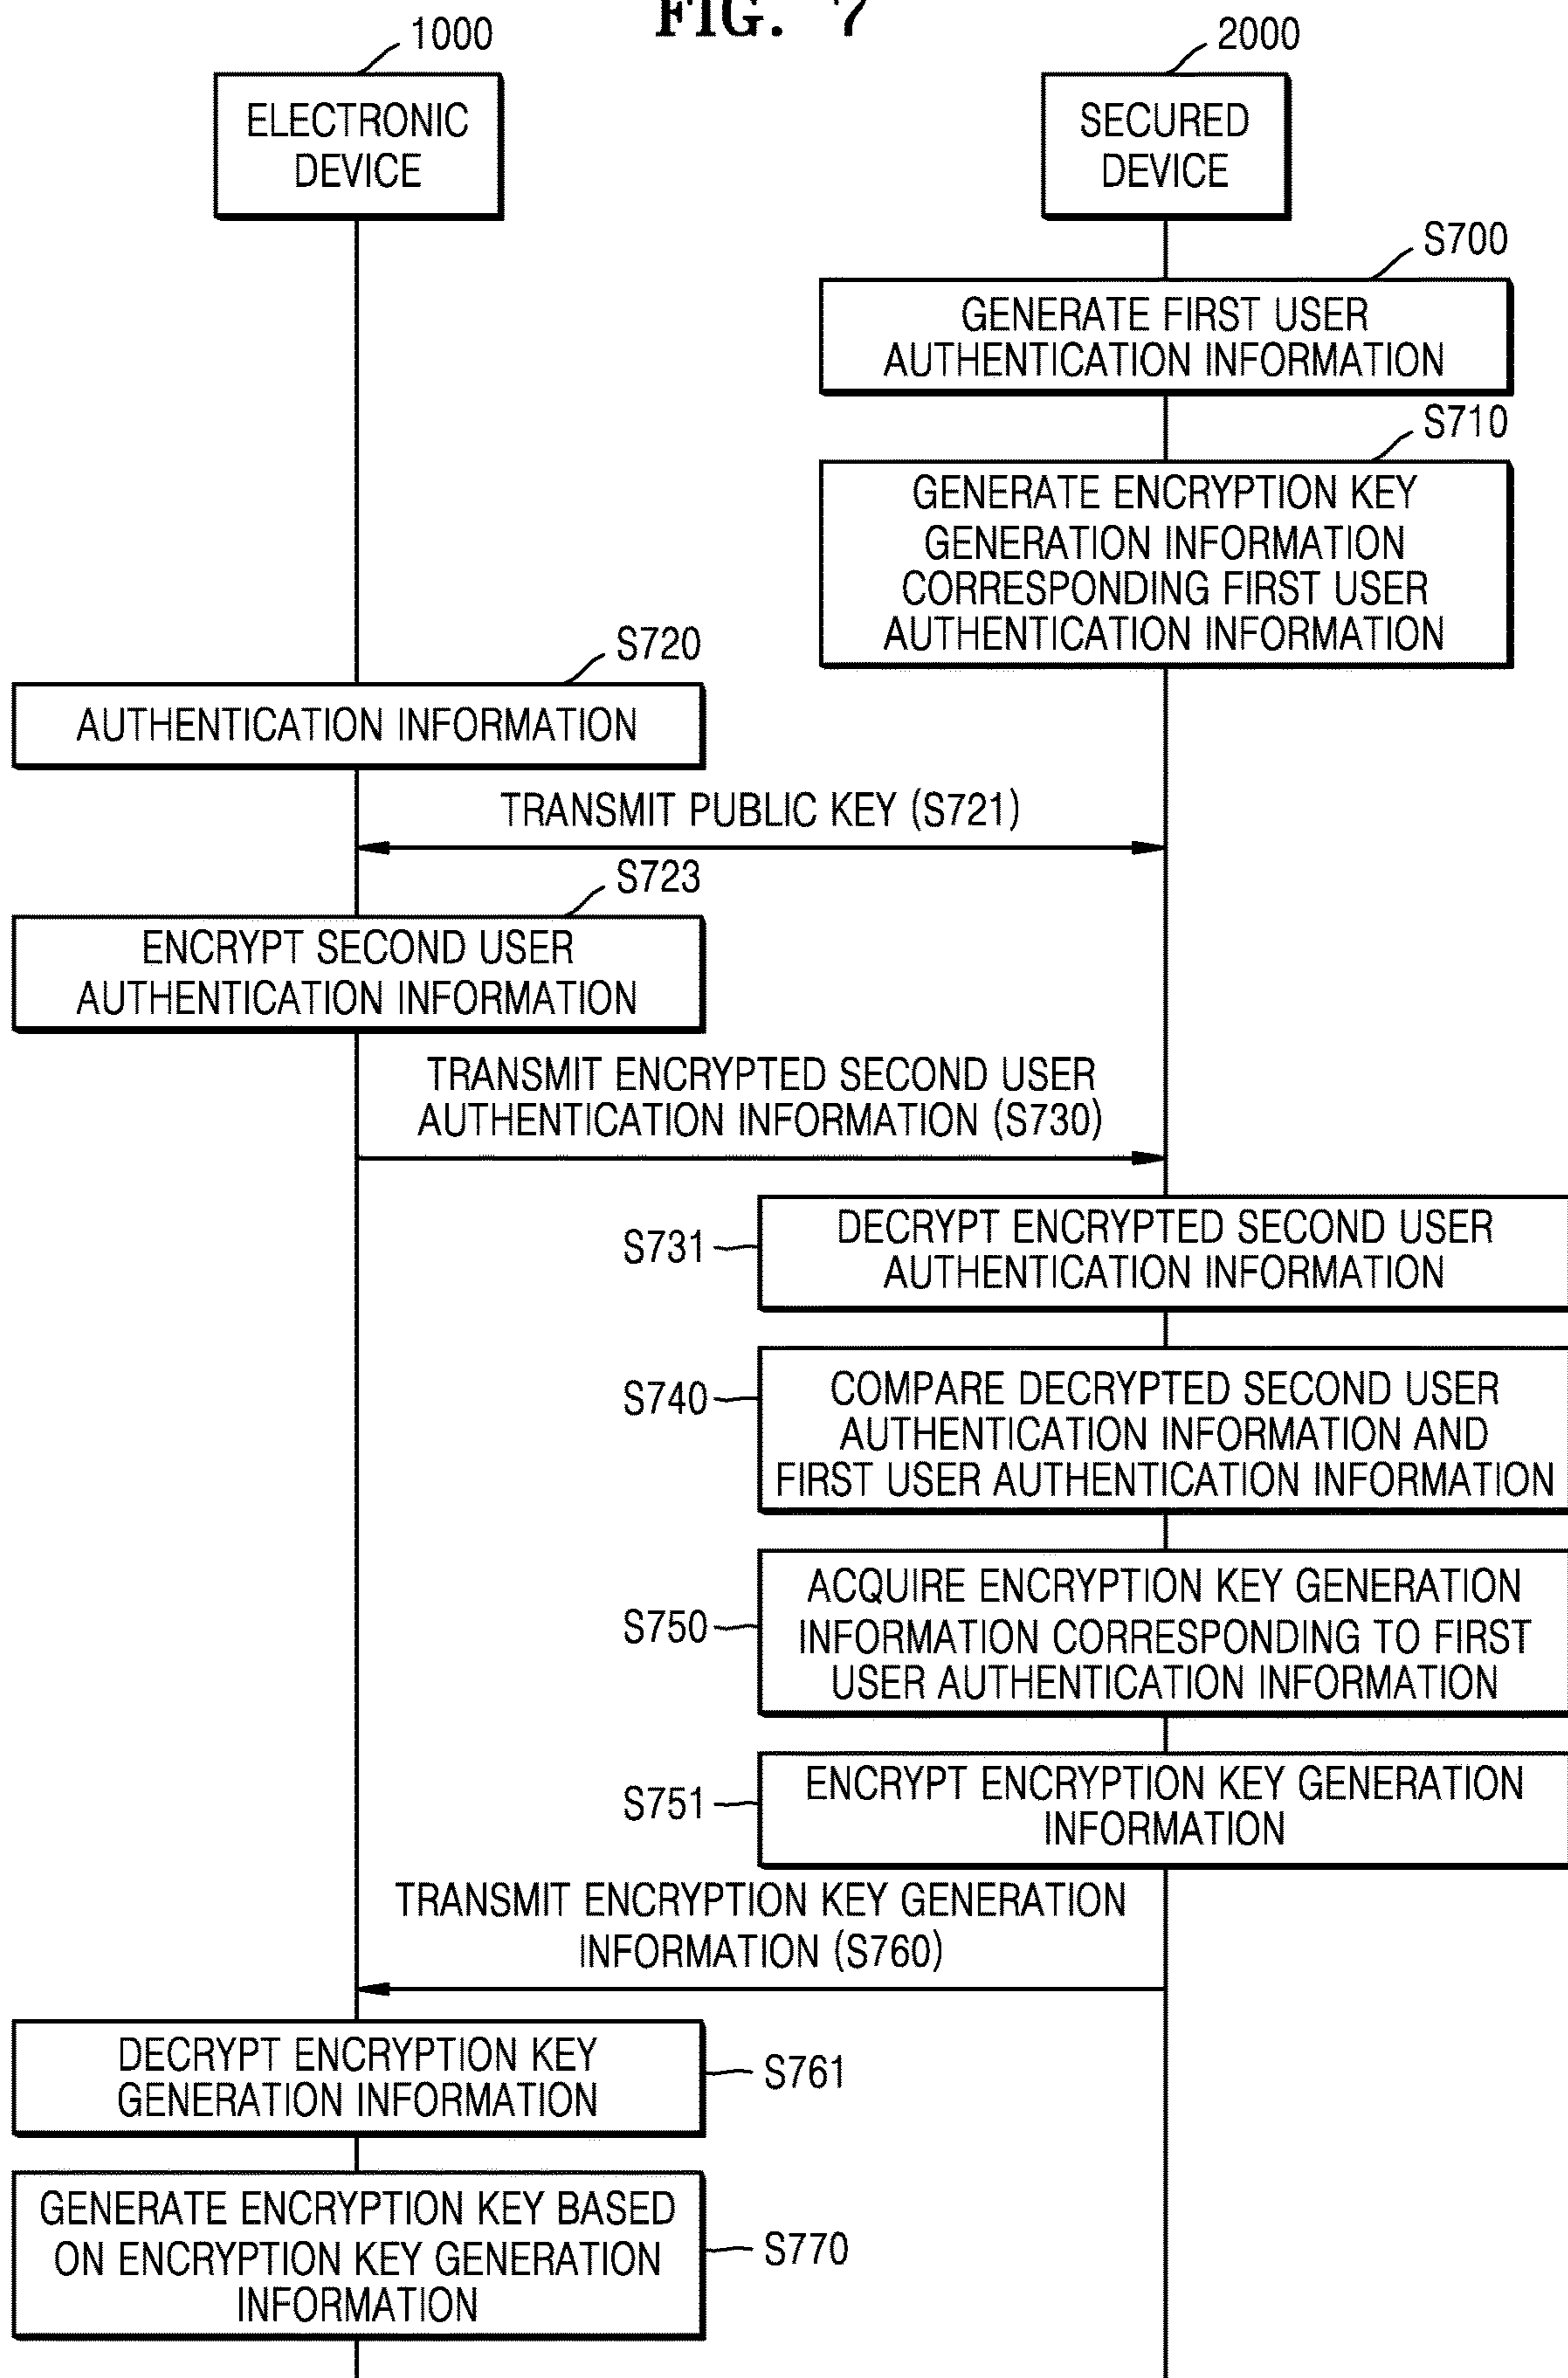 FIG. 7
1000
2000
ELECTRONIC
DEVICE
SECURED
DEVICE
S700
GENERATE FIRST USER
AUTHENTICATION INFORMATION
S710
GENERATE ENCRYPTION KEY
GENERATION INFORMATION
CORRESPONDING FIRST USER
AUTHENTICATION INFORMATION
S720
AUTHENTICATION INFORMATION
TRANSMIT PUBLIC KEY (S721)
S723
ENCRYPT SECOND USER
AUTHENTICATION INFORMATION
TRANSMIT ENCRYPTED SECOND USER
AUTHENTICATION INFORMATION (S730)
S731
DECRYPT ENCRYPTED SECOND USER
AUTHENTICATION INFORMATION
S740
COMPARE DECRYPTED SECOND USER
AUTHENTICATION INFORMATION AND
FIRST USER AUTHENTICATION INFORMATION
S750
ACQUIRE ENCRYPTION KEY GENERATION
INFORMATION CORRESPONDING TO FIRST
USER AUTHENTICATION INFORMATION
S751
ENCRYPT ENCRYPTION KEY GENERATION
INFORMATION
TRANSMIT ENCRYPTION KEY GENERATION
INFORMATION (S760)
DECRYPT ENCRYPTION KEY
GENERATION INFORMATION
S761
GENERATE ENCRYPTION KEY BASED
ON ENCRYPTION KEY GENERATION
INFORMATION
S770